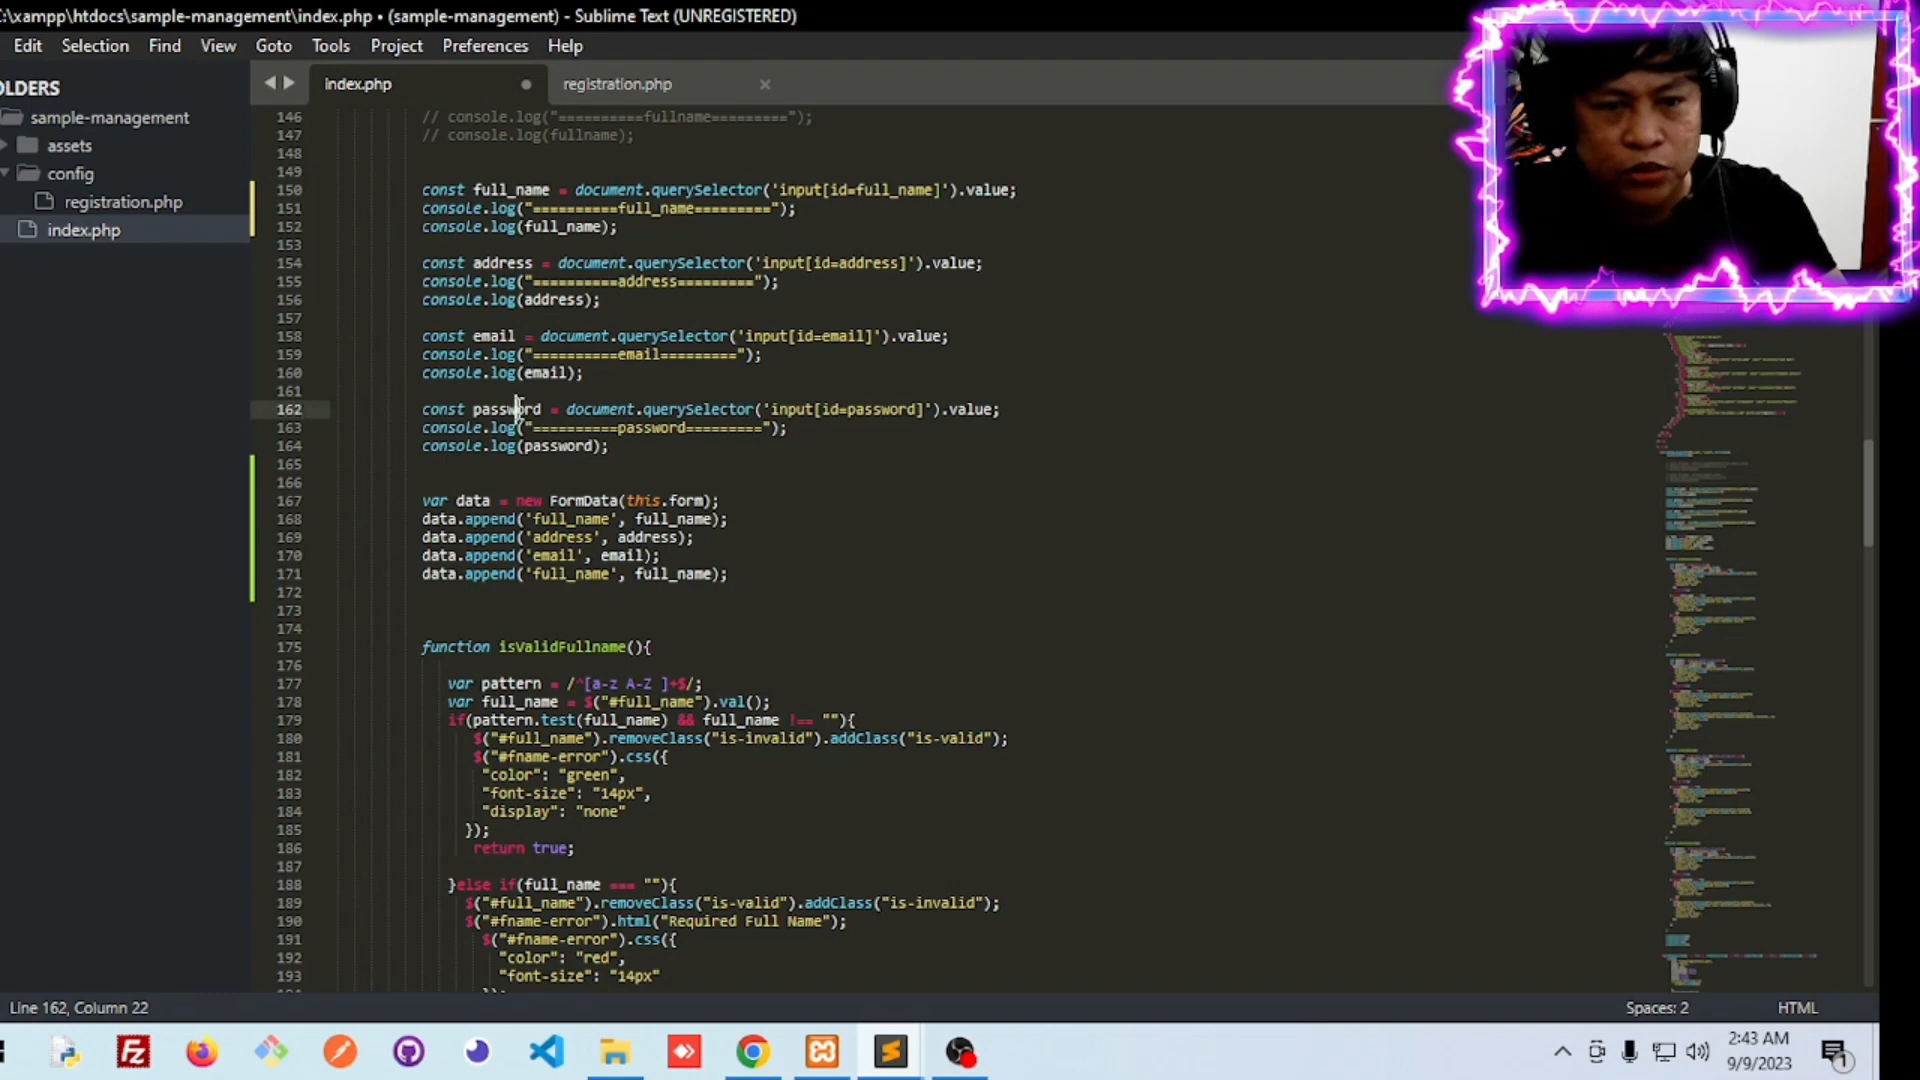 :\xampp\htdocs\sample-management\index.php • (sample-management) - Sublime Text (UNREGISTERED)
Edit Selection Find View Goto Tools Project Preferences Help
OLDERS
sample-management
assets
config
registration.php
index.php
index.php
registration.php
146 // console.log("==========fullname=========");
147 // console.log(fullname);
148
149
150 const full_name = document.querySelector('input[id=full_name]').value;
151 console.log("==========full_name=========");
152 console.log(full_name);
153
154 const address = document.querySelector('input[id=address]').value;
155 console.log("==========address=========");
156 console.log(address);
157
158 const email = document.querySelector('input[id=email]').value;
159 console.log("==========email=========");
160 console.log(email);
161
162 const password = document.querySelector('input[id=password]').value;
163 console.log("==========password=========");
164 console.log(password);
165
166
167 var data = new FormData(this.form);
168 data.append('full_name', full_name);
169 data.append('address', address);
170 data.append('email', email);
171 data.append('full_name', full_name);
172
173
174
175 function isValidFullname(){
176
177 var pattern = /^[a-z A-Z ]+$/;
178 var full_name = $("#full_name").val();
179 if(pattern.test(full_name) && full_name !== ""){
180 $("#full_name").removeClass("is-invalid").addClass("is-valid");
181 $("#fname-error").css({
182 "color": "green",
183 "font-size": "14px",
184 "display": "none"
185 });
186 return true;
187
188 }else if(full_name === ""){
189 $("#full_name").removeClass("is-valid").addClass("is-invalid");
190 $("#fname-error").html("Required Full Name");
191 $("#fname-error").css({
192 "color": "red",
193 "font-size": "14px"
Line 162, Column 22
Spaces: 2
HTML
2:43 AM
9/9/2023